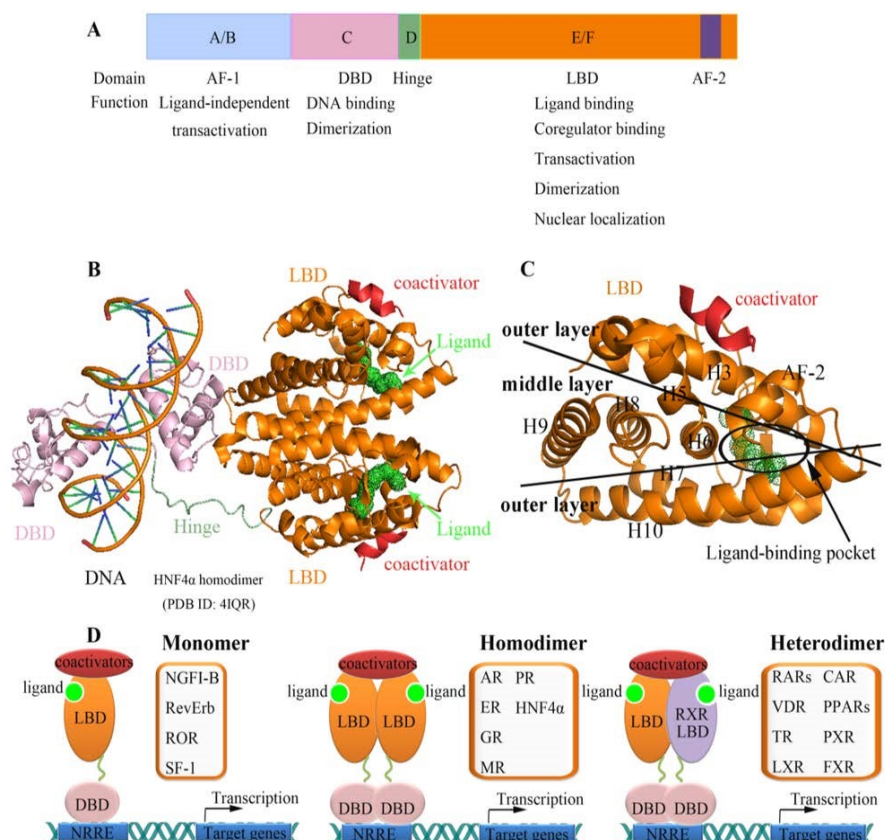 A
A/B C D E/F
Domain AF-1 DBD Hinge LBD AF-2
Function Ligand-independent DNA binding Ligand binding
transactivation Dimerization Coregulator binding
Transactivation
Dimerization
Nuclear localization
B
LBD
coactivator
DBD
Ligand
DBD
Hinge
Ligand
coactivator
DNA
HNF4α homodimer
LBD
(PDB ID: 4IQR)
C
LBD
coactivator
outer layer
H3
AF-2
middle layer
H5
H8
H9
H6
H7
outer layer
H10
Ligand-binding pocket
D
Monomer
coactivators
ligand
LBD
NGFI-B
RevErb
ROR
SF-1
DBD
Transcription
NRRE
Target genes
Homodimer
coactivators
ligand
ligand
LBD LBD
AR PR
ER HNF4α
GR
MR
DBD DBD
Transcription
NRRE
Target genes
Heterodimer
coactivators
ligand
ligand
LBD
RXR
LBD
RARs CAR
VDR PPARs
TR PXR
LXR FXR
DBD DBD
Transcription
NRRE
Target genes